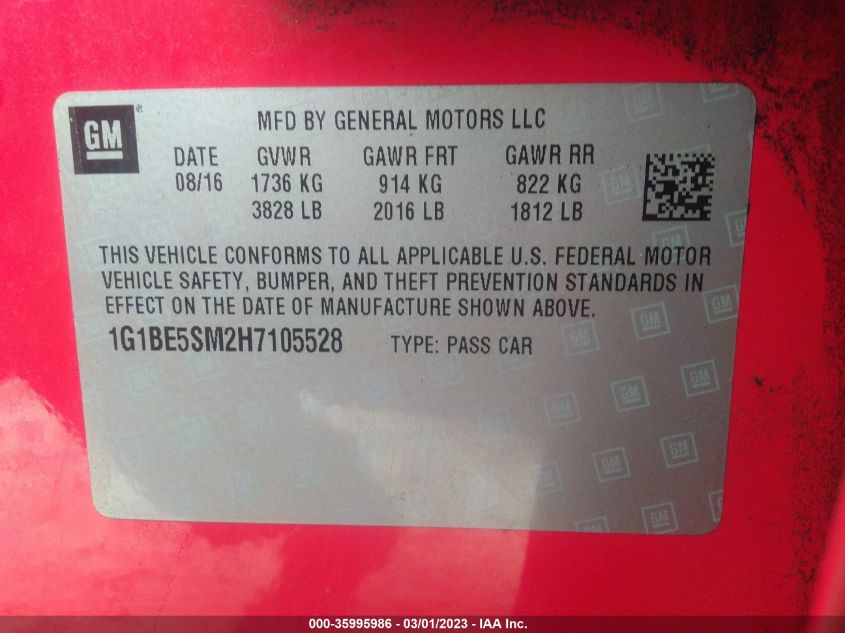 GM ® MFD BY GENERAL MOTORS LLC
DATE GVWR GAWR FRT GAWR RR
08/16 1736 KG 914 KG 822 KG
3828 LB 2016 LB 1812 LB
THIS VEHICLE CONFORMS TO ALL APPLICABLE U.S. FEDERAL MOTOR
VEHICLE SAFETY, BUMPER, AND THEFT PREVENTION STANDARDS IN
EFFECT ON THE DATE OF MANUFACTURE SHOWN ABOVE.
1G1BE5SM2H7105528 TYPE: PASS CAR
000-35995986 - 03/01/2023 - IAA Inc.